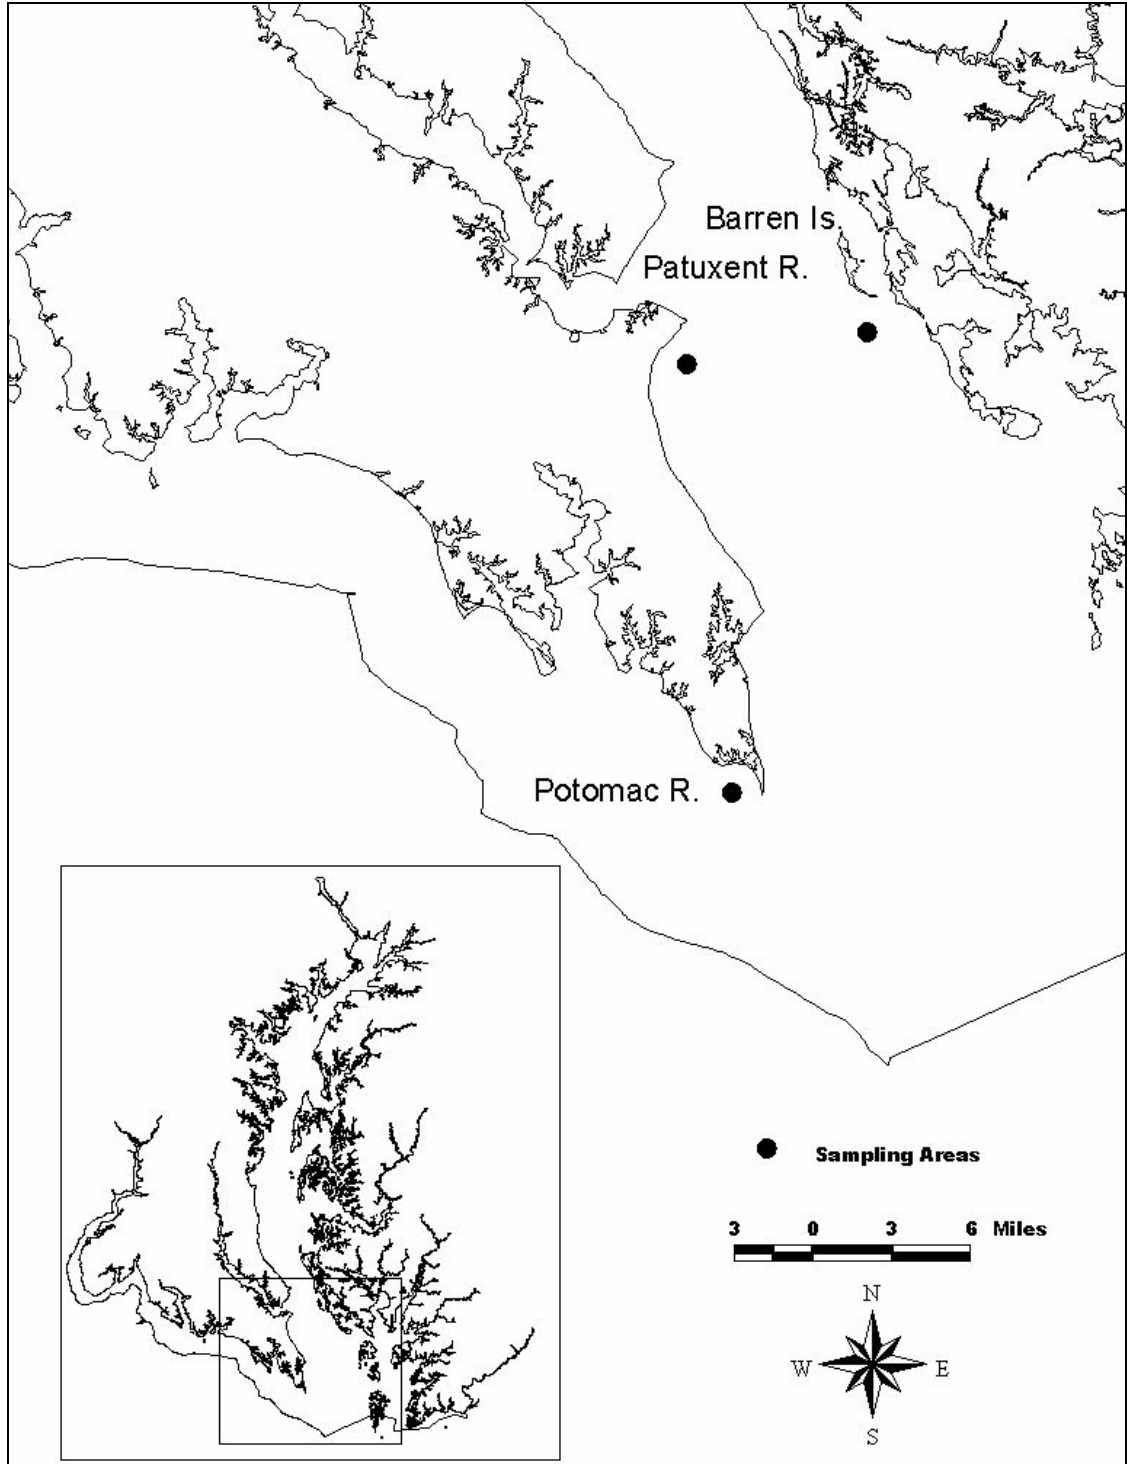 Barren Is.
Patuxent R.
Potomac R.
Sampling Areas
3 0 3 6 Miles
N
W E
S